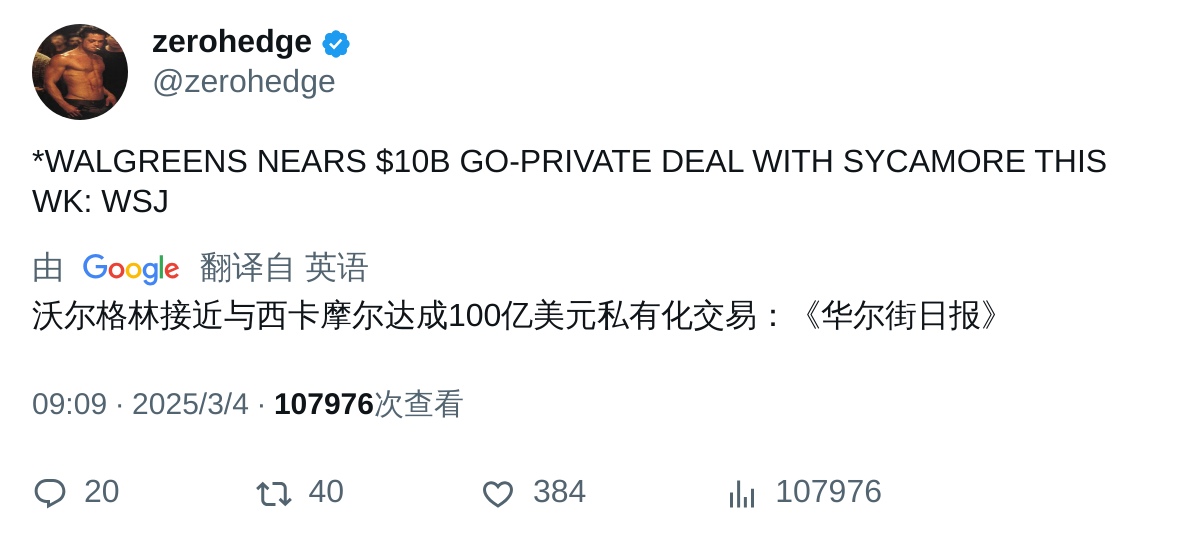 zerohedge
@zerohedge
*WALGREENS NEARS $10B GO-PRIVATE DEAL WITH SYCAMORE THIS
WK: WSJ
由 Google 翻译自 英语
沃尔格林接近与西卡摩尔达成100亿美元私有化交易：《华尔街日报》
09:09 · 2025/3/4 · 107976次查看
20 40 384 107976